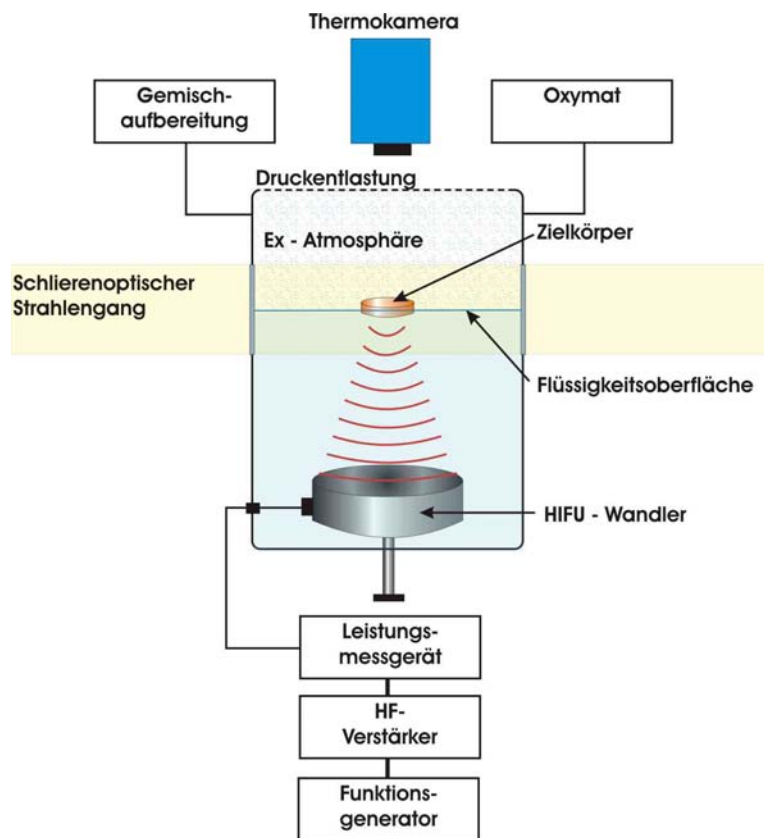 Thermokamera
Gemisch-
aufbereitung
Oxymat
Druckentlastung
Ex - Atmosphäre
Zielkörper
Schlierenoptischer
Strahlengang
Flüssigkeitsoberfläche
HIFU - Wandler
Leistungs-
messgerät
HF-
Verstärker
Funktions-
generator